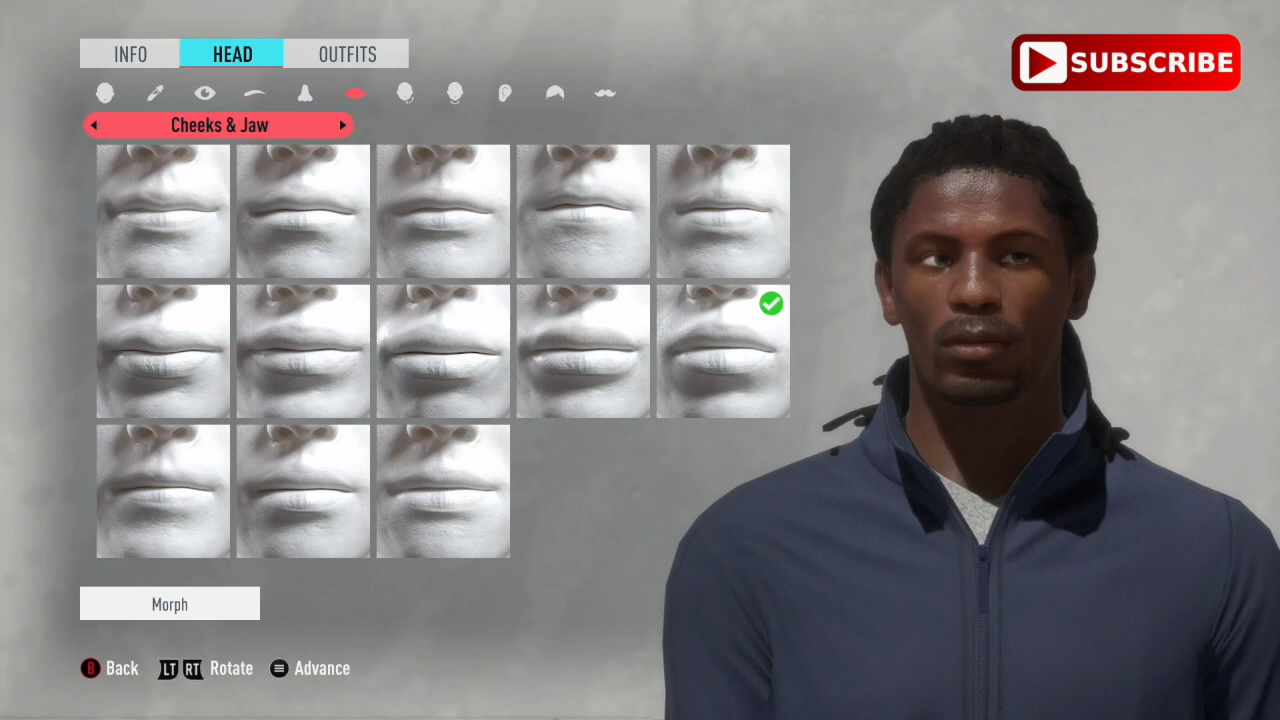 INFO HEAD OUTFITS
SUBSCRIBE
Cheeks & Jaw
Morph
B Back LT RT Rotate Advance